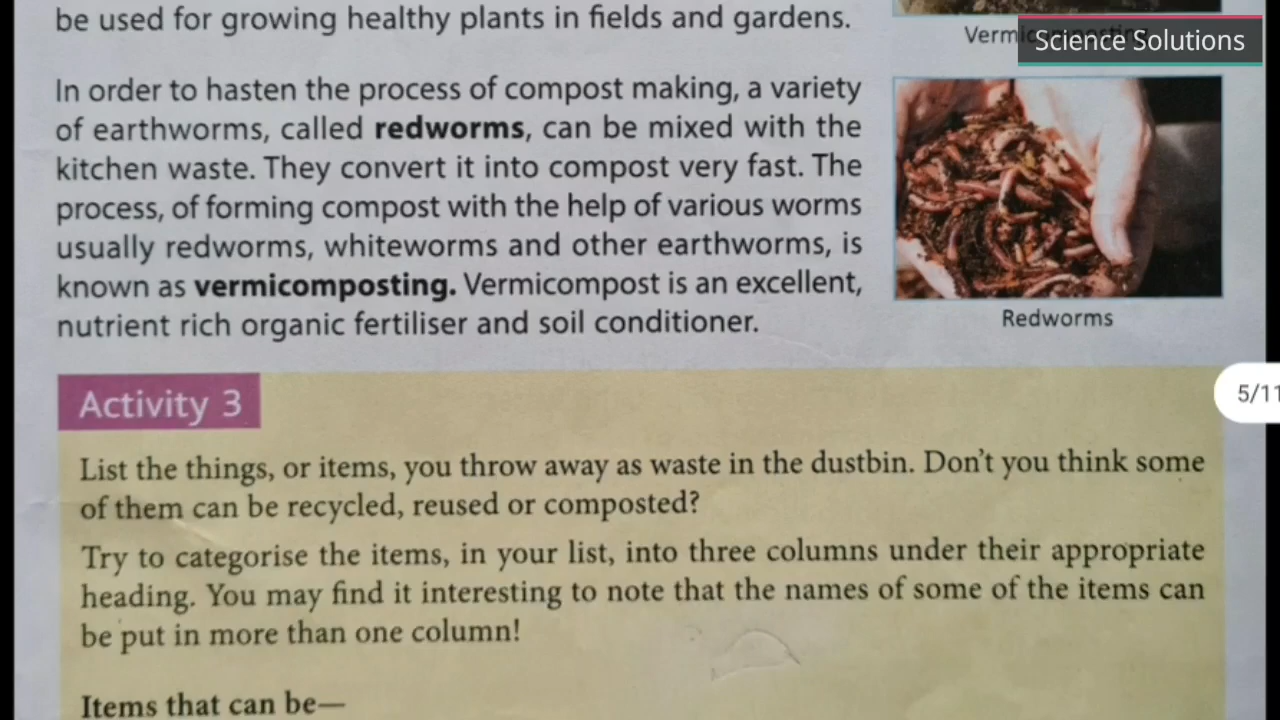 be used for growing healthy plants in fields and gardens.
Science Solutions
In order to hasten the process of compost making, a variety
of earthworms, called redworms, can be mixed with the
kitchen waste. They convert it into compost very fast. The
process, of forming compost with the help of various worms
usually redworms, whiteworms and other earthworms, is
known as vermicomposting. Vermicompost is an excellent,
nutrient rich organic fertiliser and soil conditioner.
Redworms
Activity 3
5/11
List the things, or items, you throw away as waste in the dustbin. Don't you think some
of them can be recycled, reused or composted?
Try to categorise the items, in your list, into three columns under their appropriate
heading. You may find it interesting to note that the names of some of the items can
be put in more than one column!
Items that can be—